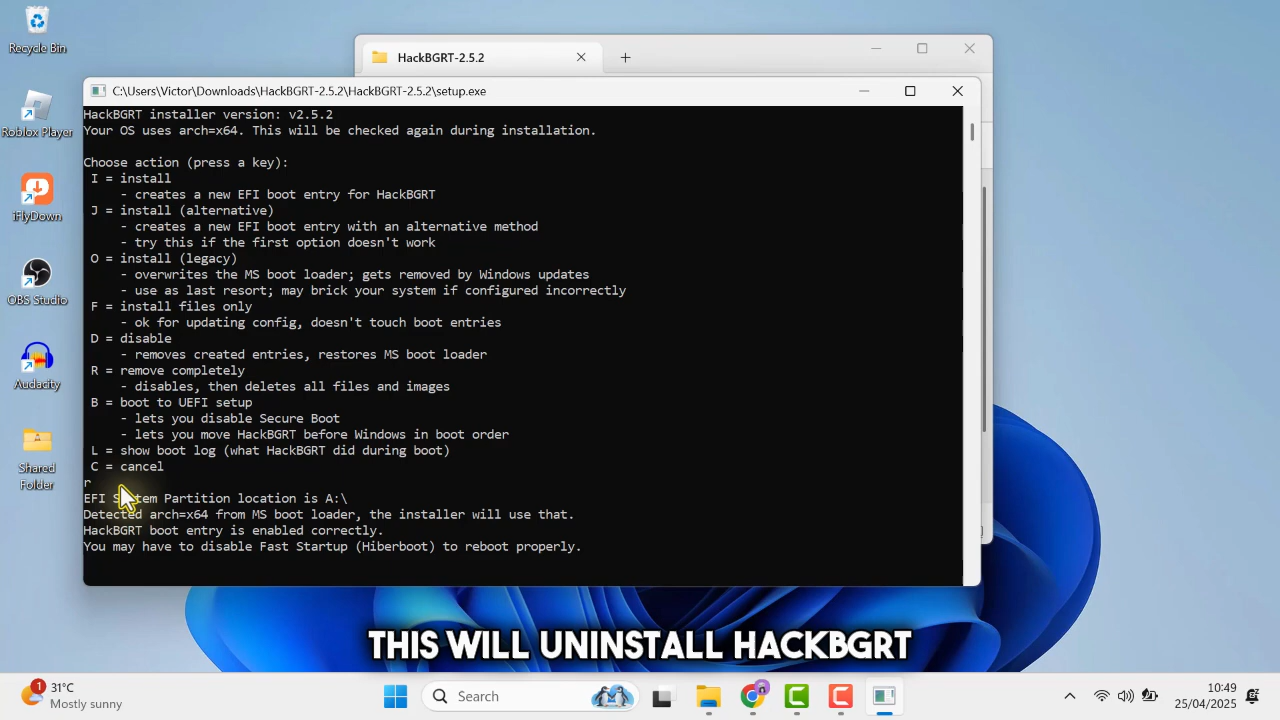 Recycle Bin
Roblox Player
iFlyDown
OBS Studio
Audacity
Shared
Folder
HackBGRT-2.5.2
C:\Users\Victor\Downloads\HackBGRT-2.5.2\HackBGRT-2.5.2\setup.exe
HackBGRT installer version: v2.5.2
Your OS uses arch=x64. This will be checked again during installation.
Choose action (press a key):
I = install
- creates a new EFI boot entry for HackBGRT
J = install (alternative)
- creates a new EFI boot entry with an alternative method
- try this if the first option doesn't work
O = install (legacy)
- overwrites the MS boot loader; gets removed by Windows updates
- use as last resort; may brick your system if configured incorrectly
F = install files only
- ok for updating config, doesn't touch boot entries
D = disable
- removes created entries, restores MS boot loader
R = remove completely
- disables, then deletes all files and images
B = boot to UEFI setup
- lets you disable Secure Boot
- lets you move HackBGRT before Windows in boot order
L = show boot log (what HackBGRT did during boot)
C = cancel
r
EFI System Partition location is A:\
Detected arch=x64 from MS boot loader, the installer will use that.
HackBGRT boot entry is enabled correctly.
You may have to disable Fast Startup (Hiberboot) to reboot properly.
THIS WILL UNINSTALL HACKBGRT
1
31°C
Mostly sunny
Search
10:49
25/04/2025